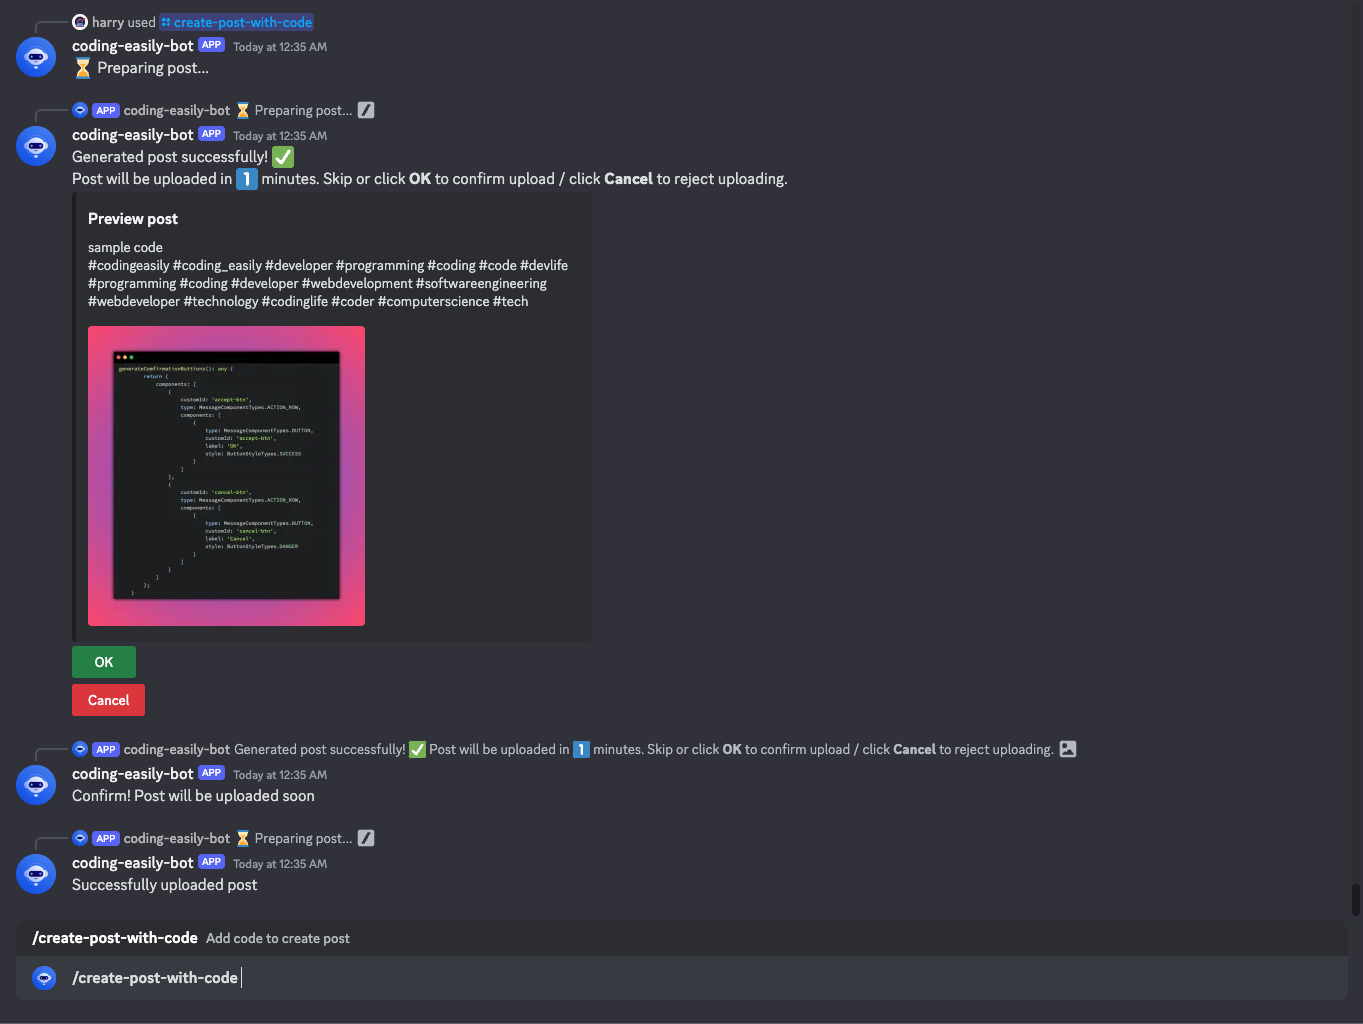 harry used create-post-with-code
coding-easily-bot APP Today at 12:35 AM
⌛ Preparing post...
APP coding-easily-bot ⌛ Preparing post...
coding-easily-bot APP Today at 12:35 AM
Generated post successfully! ✅
Post will be uploaded in 1️⃣ minutes. Skip or click OK to confirm upload / click Cancel to reject uploading.
Preview post
sample code
#codingeasily #coding_easily #developer #programming #coding #code #devlife
#programming #coding #developer #webdevelopment #softwareengineering
#webdeveloper #technology #codinglife #coder #computerscience #tech
generateComfirmationButtions(): any {
return {
components: [
{
customId: 'accept-btn',
type: MessageComponentTypes.ACTION_ROW,
components: [
{
type: MessageComponentTypes.BUTTON,
customId: 'accept-btn',
label: 'OK',
style: ButtonStyleTypes.SUCCESS
}
]
},
{
customId: 'cancel-btn',
type: MessageComponentTypes.ACTION_ROW,
components: [
{
type: MessageComponentTypes.BUTTON,
customId: 'cancel-btn',
label: 'Cancel',
style: ButtonStyleTypes.DANGER
}
]
}
]
};
}
OK
Cancel
APP coding-easily-bot Generated post successfully! ✅ Post will be uploaded in 1️⃣ minutes. Skip or click OK to confirm upload / click Cancel to reject uploading.
coding-easily-bot APP Today at 12:35 AM
Confirm! Post will be uploaded soon
APP coding-easily-bot ⌛ Preparing post...
coding-easily-bot APP Today at 12:35 AM
Successfully uploaded post
/create-post-with-code Add code to create post
/create-post-with-code